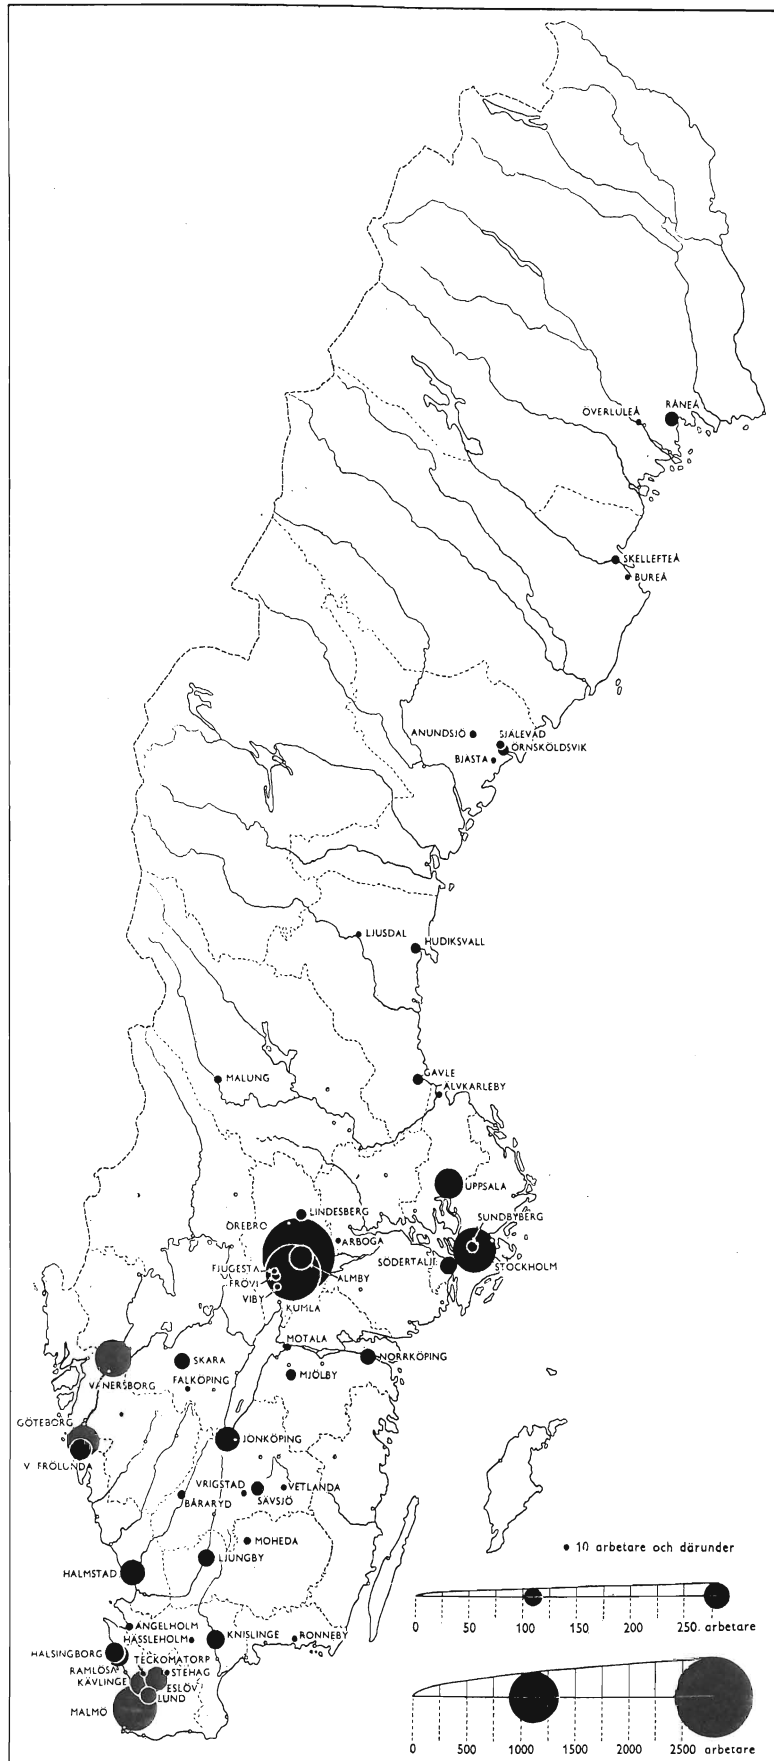 ÖVERLULEÅ
RÅNEÅ
SKELLEFTEÅ
BUREÅ
ANUNDSJÖ
SJÄLEVAD
ÖRNSKÖLDSVIK
BJÄSTA
LJUSDAL
HUDIKSVALL
MALUNG
GÄVLE
ÄLVKARLEBY
UPPSALA
SUNDBYBERG
LINDESBERG
ÖREBRO
ARBOGA
SÖDERTÄLJE
STOCKHOLM
FJUGESTA
ALMBY
FRÖVI
VIBY
KUMLA
MOTALA
SKARA
NORRKÖPING
VÄNERSBORG
FALKÖPING
MJÖLBY
GÖTEBORG
JÖNKÖPING
V. FRÖLUNDA
VRIGSTAD
VETLANDA
BÅRARYD
SÄVSJÖ
MOHEDA
• 10 arbetare och därunder
LJUNGBY
HALMSTAD
0 50 100 150 200 250. arbetare
ÄNGELHOLM
HÄSSLEHOLM
KNISLINGE
RONNEBY
HÄLSINGBORG
TECKOMATORP
RAMLÖSA
STEHAG
KÄVLINGE
ESLÖV
LUND
MALMÖ
0 500 1000 1500 2000 2500 arbetare